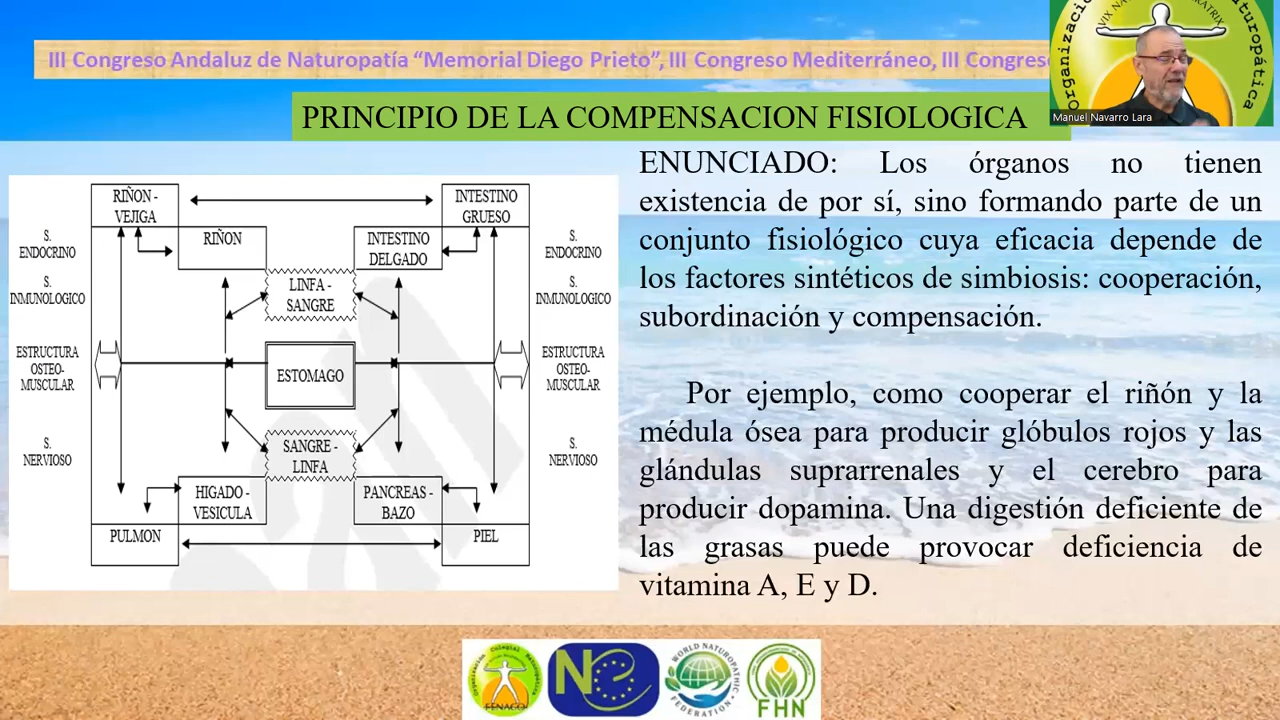 III Congreso Andaluz de Naturopatía “Memorial Diego Prieto”, III Congreso Mediterráneo, III Congreso
Manuel Navarro Lara
PRINCIPIO DE LA COMPENSACION FISIOLOGICA
RIÑON -
VEJIGA
INTESTINO
GRUESO
RIÑON
INTESTINO
DELGADO
S.
ENDOCRINO
S.
INMUNOLOGICO
ESTRUCTURA
OSTEO-
MUSCULAR
S.
NERVIOSO
LINFA -
SANGRE
ESTOMAGO
SANGRE -
LINFA
S.
ENDOCRINO
S.
INMUNOLOGICO
ESTRUCTURA
OSTEO-
MUSCULAR
S.
NERVIOSO
HIGADO -
VESICULA
PANCREAS -
BAZO
PULMON
PIEL
ENUNCIADO: Los órganos no tienen
existencia de por sí, sino formando parte de un
conjunto fisiológico cuya eficacia depende de
los factores sintéticos de simbiosis: cooperación,
subordinación y compensación.
Por ejemplo, como cooperar el riñón y la
médula ósea para producir glóbulos rojos y las
glándulas suprarrenales y el cerebro para
producir dopamina. Una digestión deficiente de
las grasas puede provocar deficiencia de
vitamina A, E y D.
Organización Colegial Naturopática
FENACO
N e
WORLD NATUROPATHIC
FEDERATION
FHN